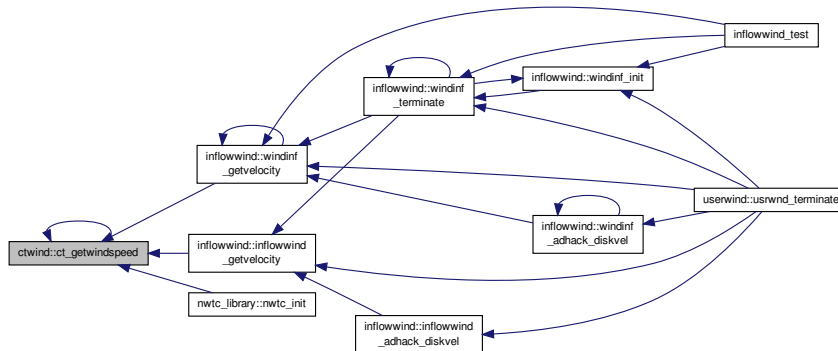 inflowwind_test
inflowwind::windinf
_terminate
inflowwind::windinf_init
inflowwind::windinf
_getvelocity
userwind::usrwnd_terminate
inflowwind::windinf
_adhack_diskvel
ctwind::ct_getwindspeed
inflowwind::inflowwind
_getvelocity
nwtc_library::nwtc_init
inflowwind::inflowwind
_adhack_diskvel